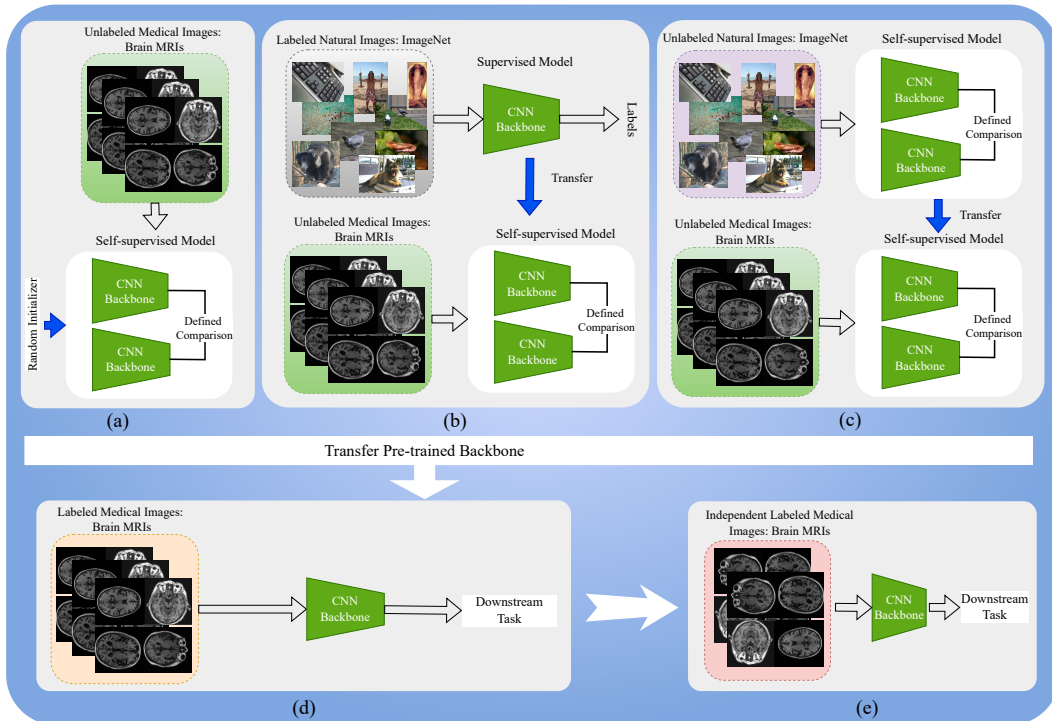 Unlabeled Medical Images:
Brain MRIs
Self-supervised Model
Random Initializer
CNN
Backbone
CNN
Backbone
Defined
Comparison
(a)
Labeled Natural Images: ImageNet
Supervised Model
CNN
Backbone
Labels
Transfer
Unlabeled Medical Images:
Brain MRIs
Self-supervised Model
CNN
Backbone
CNN
Backbone
Defined
Comparison
(b)
Unlabeled Natural Images: ImageNet
Self-supervised Model
CNN
Backbone
CNN
Backbone
Defined
Comparison
Transfer
Unlabeled Medical Images:
Brain MRIs
Self-supervised Model
CNN
Backbone
CNN
Backbone
Defined
Comparison
(c)
Transfer Pre-trained Backbone
Labeled Medical Images:
Brain MRIs
CNN
Backbone
Downstream
Task
(d)
Independent Labeled Medical
Images: Brain MRIs
CNN
Backbone
Downstream
Task
(e)